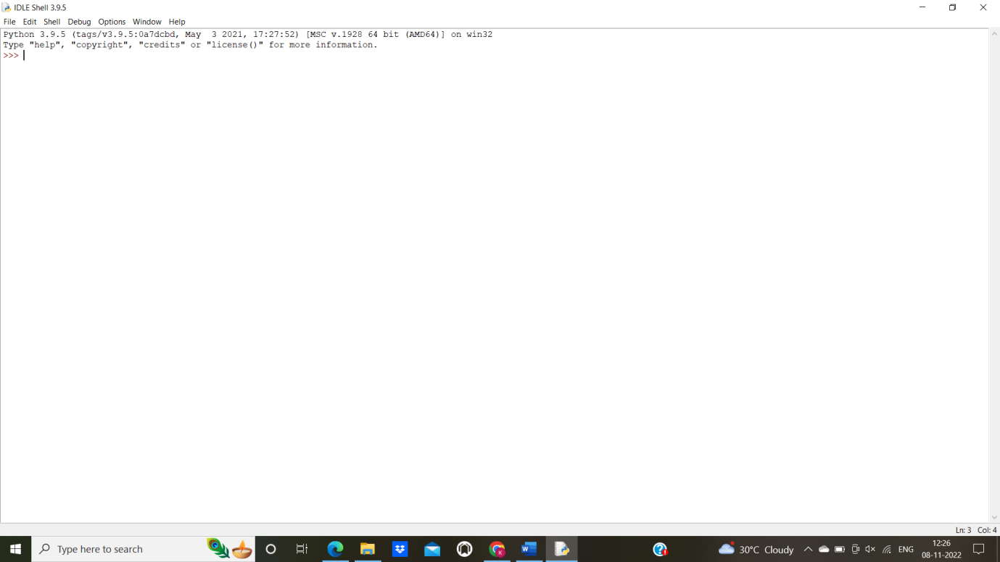 IDLE Shell 3.9.5
File Edit Shell Debug Options Window Help
Python 3.9.5 (tags/v3.9.5:0a7dcbd, May  3 2021, 17:27:52) [MSC v.1928 64 bit (AMD64)] on win32
Type "help", "copyright", "credits" or "license()" for more information.
>>>
Ln: 3 Col: 4
Type here to search
K
W
30°C Cloudy
ENG
12:26
08-11-2022